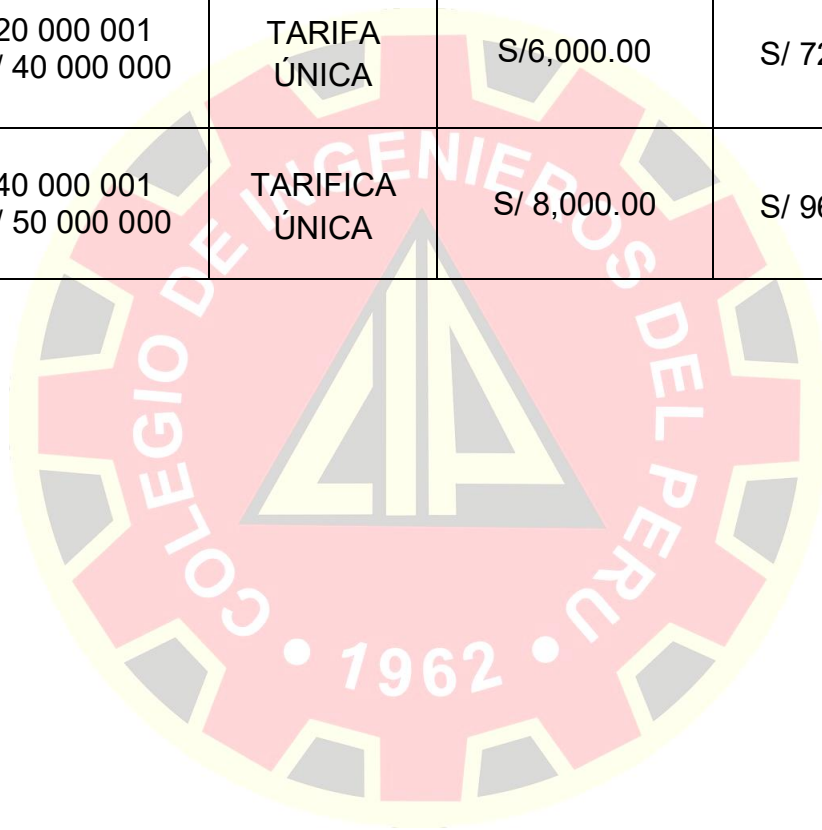 20 000 001
/ 40 000 000
TARIFA
ÚNICA
S/6,000.00
S/ 72
40 000 001
/ 50 000 000
TARIFICA
ÚNICA
S/ 8,000.00
S/ 96
COLEGIO DE INGENIEROS DEL PERU
• 1962 •